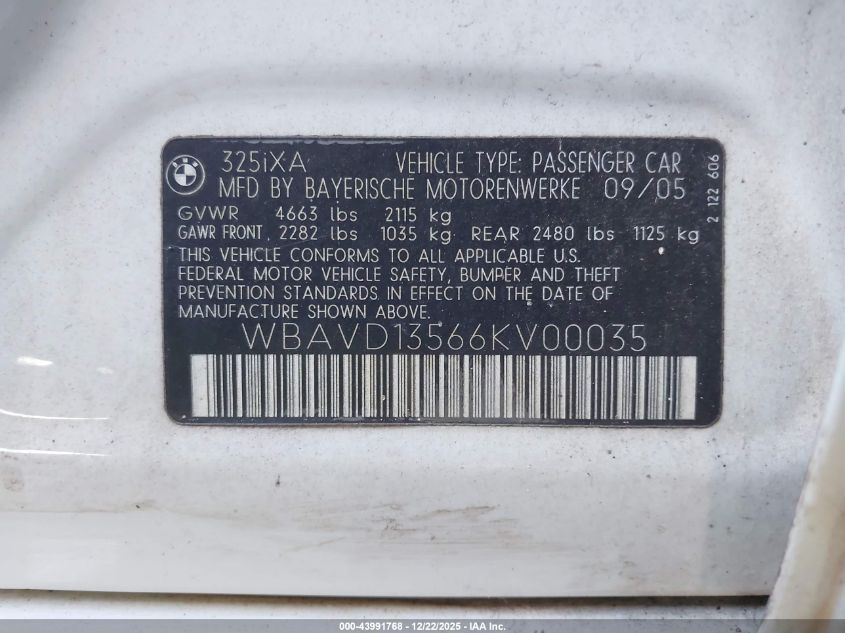 BMW
325iXA VEHICLE TYPE: PASSENGER CAR
MFD BY BAYERISCHE MOTORENWERKE 09/05
GVWR 4663 lbs 2115 kg
GAWR FRONT, 2282 lbs 1035 kg, REAR 2480 lbs 1125 kg
THIS VEHICLE CONFORMS TO ALL APPLICABLE U.S.
FEDERAL MOTOR VEHICLE SAFETY, BUMPER AND THEFT
PREVENTION STANDARDS IN EFFECT ON THE DATE OF
MANUFACTURE SHOWN ABOVE.
WBAVD13566KV00035
2 122 606
000-43991768 - 12/22/2025 - IAA Inc.